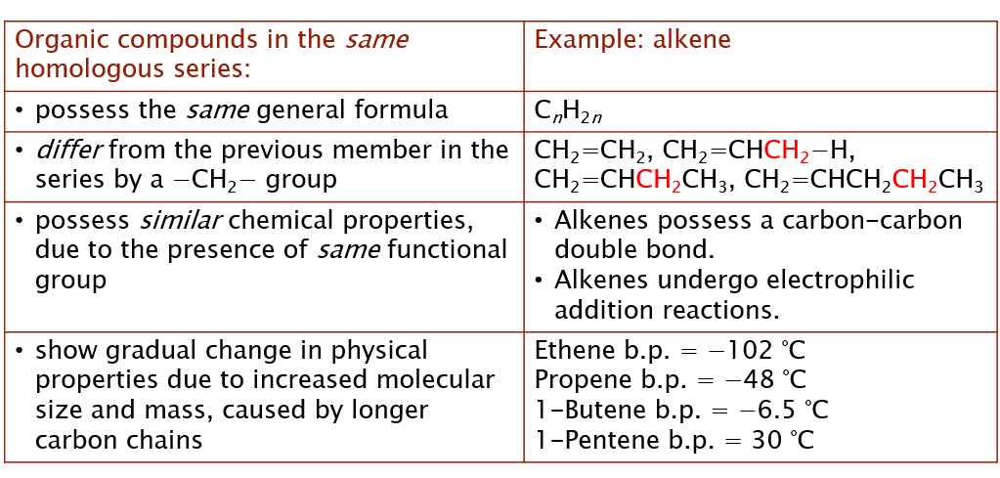 Organic compounds in the same
homologous series:
Example: alkene
• possess the same general formula
CₙH₂ₙ
• differ from the previous member in the
series by a −CH₂− group
CH₂=CH₂, CH₂=CHCH₂−H,
CH₂=CHCH₂CH₃, CH₂=CHCH₂CH₂CH₃
• possess similar chemical properties,
due to the presence of same functional
group
• Alkenes possess a carbon-carbon
double bond.
• Alkenes undergo electrophilic
addition reactions.
• show gradual change in physical
properties due to increased molecular
size and mass, caused by longer
carbon chains
Ethene b.p. = −102 °C
Propene b.p. = −48 °C
1-Butene b.p. = −6.5 °C
1-Pentene b.p. = 30 °C